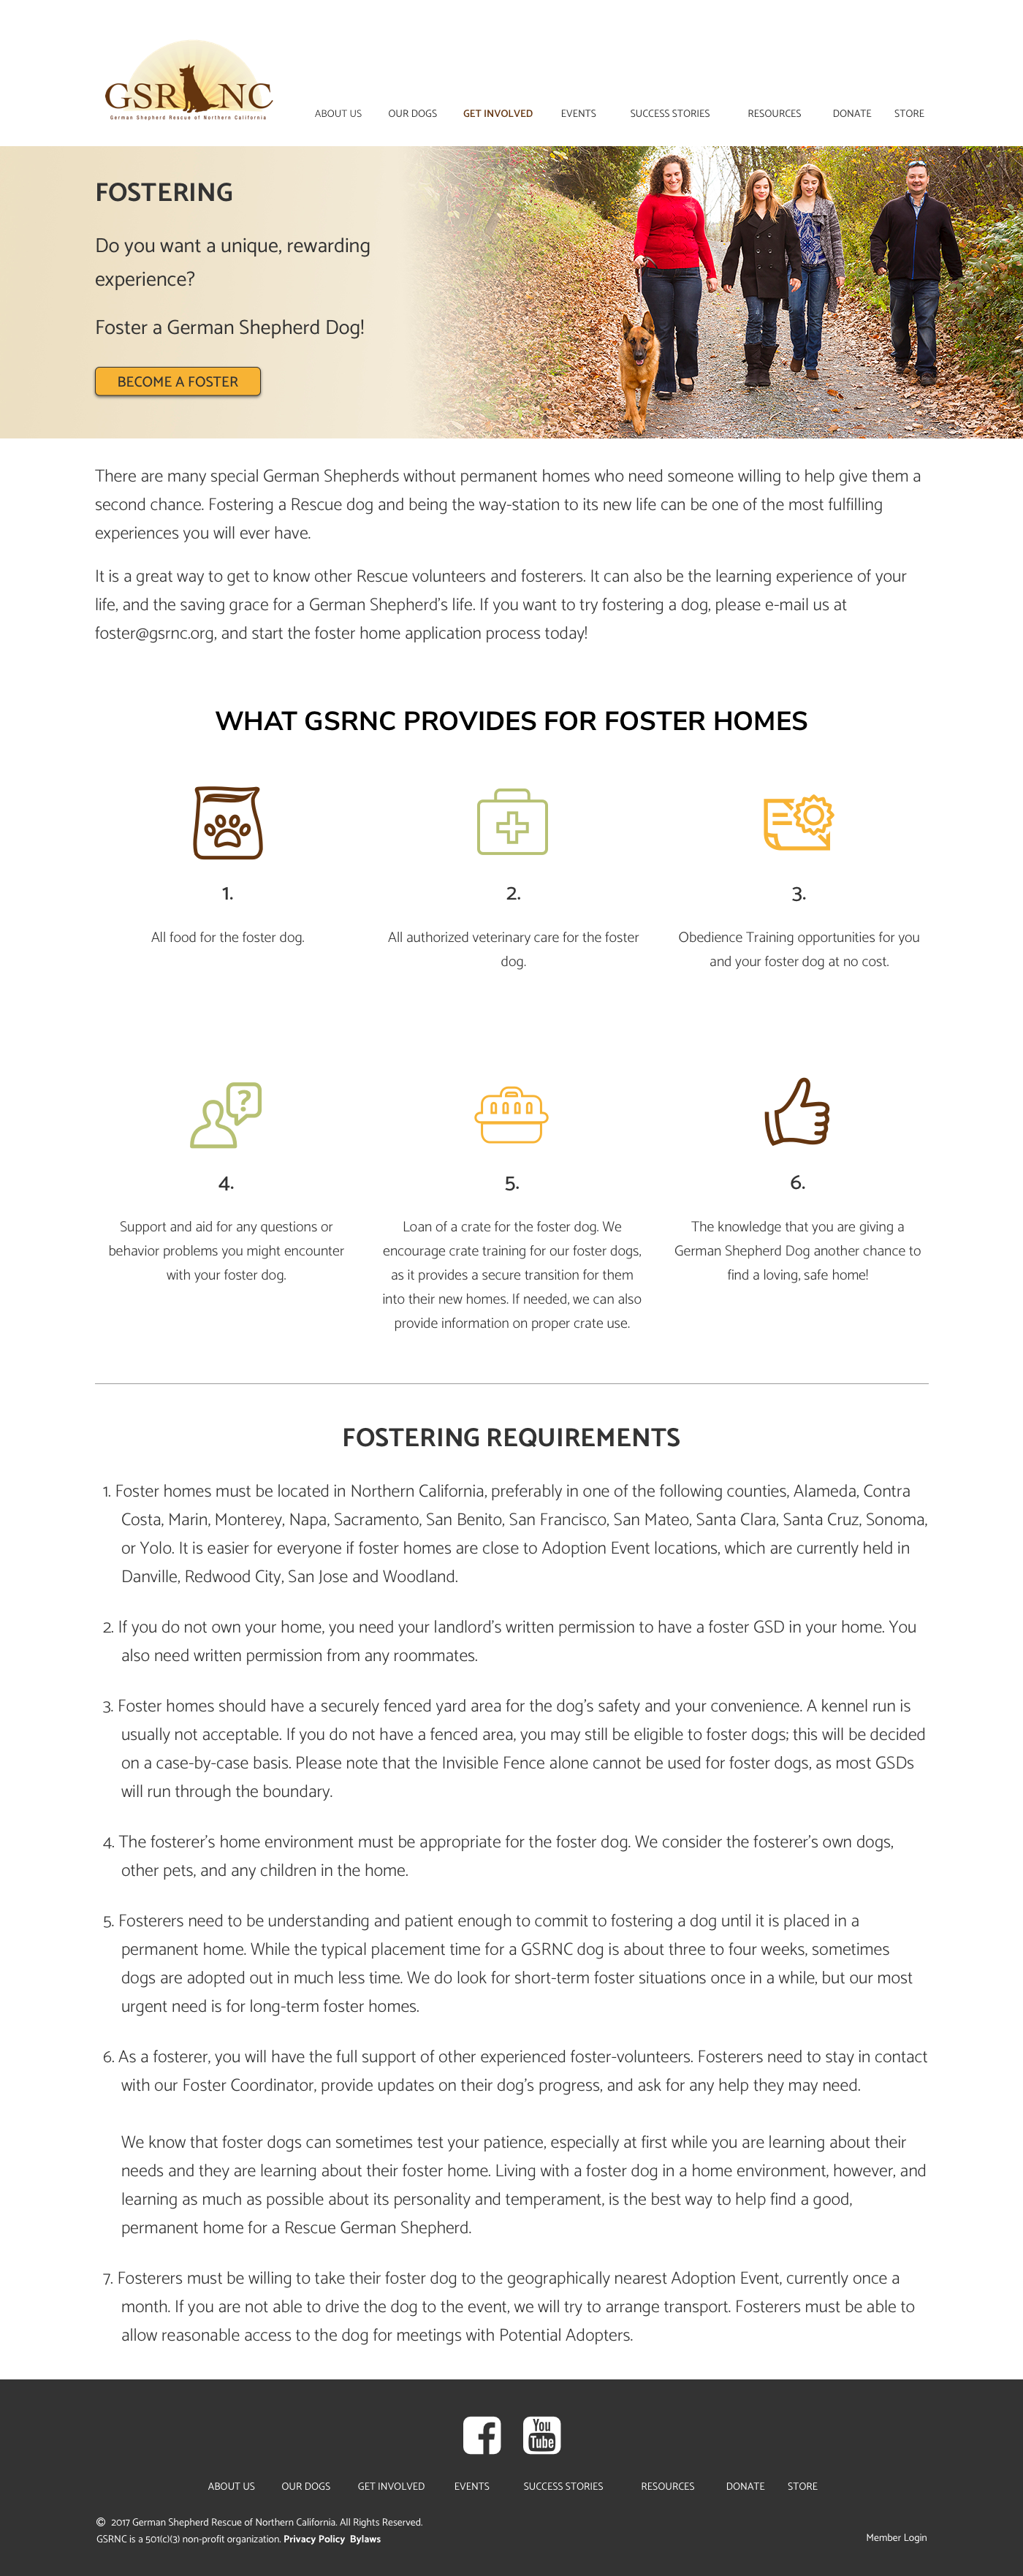 GSRNC
German Shepherd Rescue of Northern California
ABOUT US OUR DOGS GET INVOLVED EVENTS SUCCESS STORIES RESOURCES DONATE STORE
FOSTERING
Do you want a unique, rewarding
experience?
Foster a German Shepherd Dog!
BECOME A FOSTER
There are many special German Shepherds without permanent homes who need someone willing to help give them a
second chance. Fostering a Rescue dog and being the way-station to its new life can be one of the most fulfilling
experiences you will ever have.
It is a great way to get to know other Rescue volunteers and fosterers. It can also be the learning experience of your
life, and the saving grace for a German Shepherd's life. If you want to try fostering a dog, please e-mail us at
foster@gsrnc.org, and start the foster home application process today!
WHAT GSRNC PROVIDES FOR FOSTER HOMES
1.
All food for the foster dog.
2.
All authorized veterinary care for the foster
dog.
3.
Obedience Training opportunities for you
and your foster dog at no cost.
?
4.
Support and aid for any questions or
behavior problems you might encounter
with your foster dog.
5.
Loan of a crate for the foster dog. We
encourage crate training for our foster dogs,
as it provides a secure transition for them
into their new homes. If needed, we can also
provide information on proper crate use.
6.
The knowledge that you are giving a
German Shepherd Dog another chance to
find a loving, safe home!
FOSTERING REQUIREMENTS
1. Foster homes must be located in Northern California, preferably in one of the following counties, Alameda, Contra
Costa, Marin, Monterey, Napa, Sacramento, San Benito, San Francisco, San Mateo, Santa Clara, Santa Cruz, Sonoma,
or Yolo. It is easier for everyone if foster homes are close to Adoption Event locations, which are currently held in
Danville, Redwood City, San Jose and Woodland.
2. If you do not own your home, you need your landlord's written permission to have a foster GSD in your home. You
also need written permission from any roommates.
3. Foster homes should have a securely fenced yard area for the dog's safety and your convenience. A kennel run is
usually not acceptable. If you do not have a fenced area, you may still be eligible to foster dogs; this will be decided
on a case-by-case basis. Please note that the Invisible Fence alone cannot be used for foster dogs, as most GSDs
will run through the boundary.
4. The fosterer's home environment must be appropriate for the foster dog. We consider the fosterer's own dogs,
other pets, and any children in the home.
5. Fosterers need to be understanding and patient enough to commit to fostering a dog until it is placed in a
permanent home. While the typical placement time for a GSRNC dog is about three to four weeks, sometimes
dogs are adopted out in much less time. We do look for short-term foster situations once in a while, but our most
urgent need is for long-term foster homes.
6. As a fosterer, you will have the full support of other experienced foster-volunteers. Fosterers need to stay in contact
with our Foster Coordinator, provide updates on their dog's progress, and ask for any help they may need.
We know that foster dogs can sometimes test your patience, especially at first while you are learning about their
needs and they are learning about their foster home. Living with a foster dog in a home environment, however, and
learning as much as possible about its personality and temperament, is the best way to help find a good,
permanent home for a Rescue German Shepherd.
7. Fosterers must be willing to take their foster dog to the geographically nearest Adoption Event, currently once a
month. If you are not able to drive the dog to the event, we will try to arrange transport. Fosterers must be able to
allow reasonable access to the dog for meetings with Potential Adopters.
You
Tube
ABOUT US OUR DOGS GET INVOLVED EVENTS SUCCESS STORIES RESOURCES DONATE STORE
© 2017 German Shepherd Rescue of Northern California. All Rights Reserved.
GSRNC is a 501(c)(3) non-profit organization. Privacy Policy Bylaws
Member Login